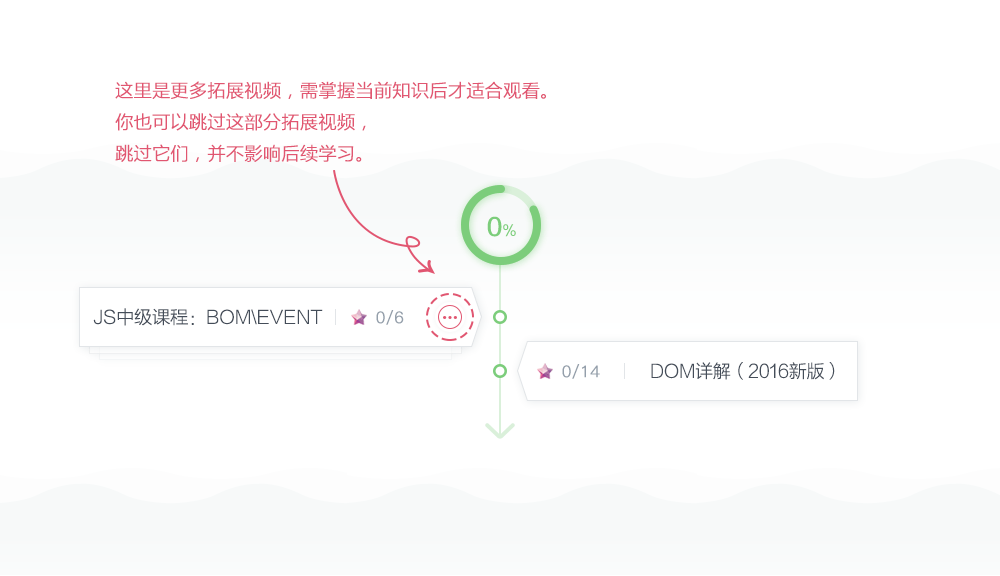 这里是更多拓展视频，需掌握当前知识后才适合观看。
你也可以跳过这部分拓展视频，
跳过它们，并不影响后续学习。
0%
JS中级课程：BOM\EVENT 0/6
0/14 DOM详解（2016新版）